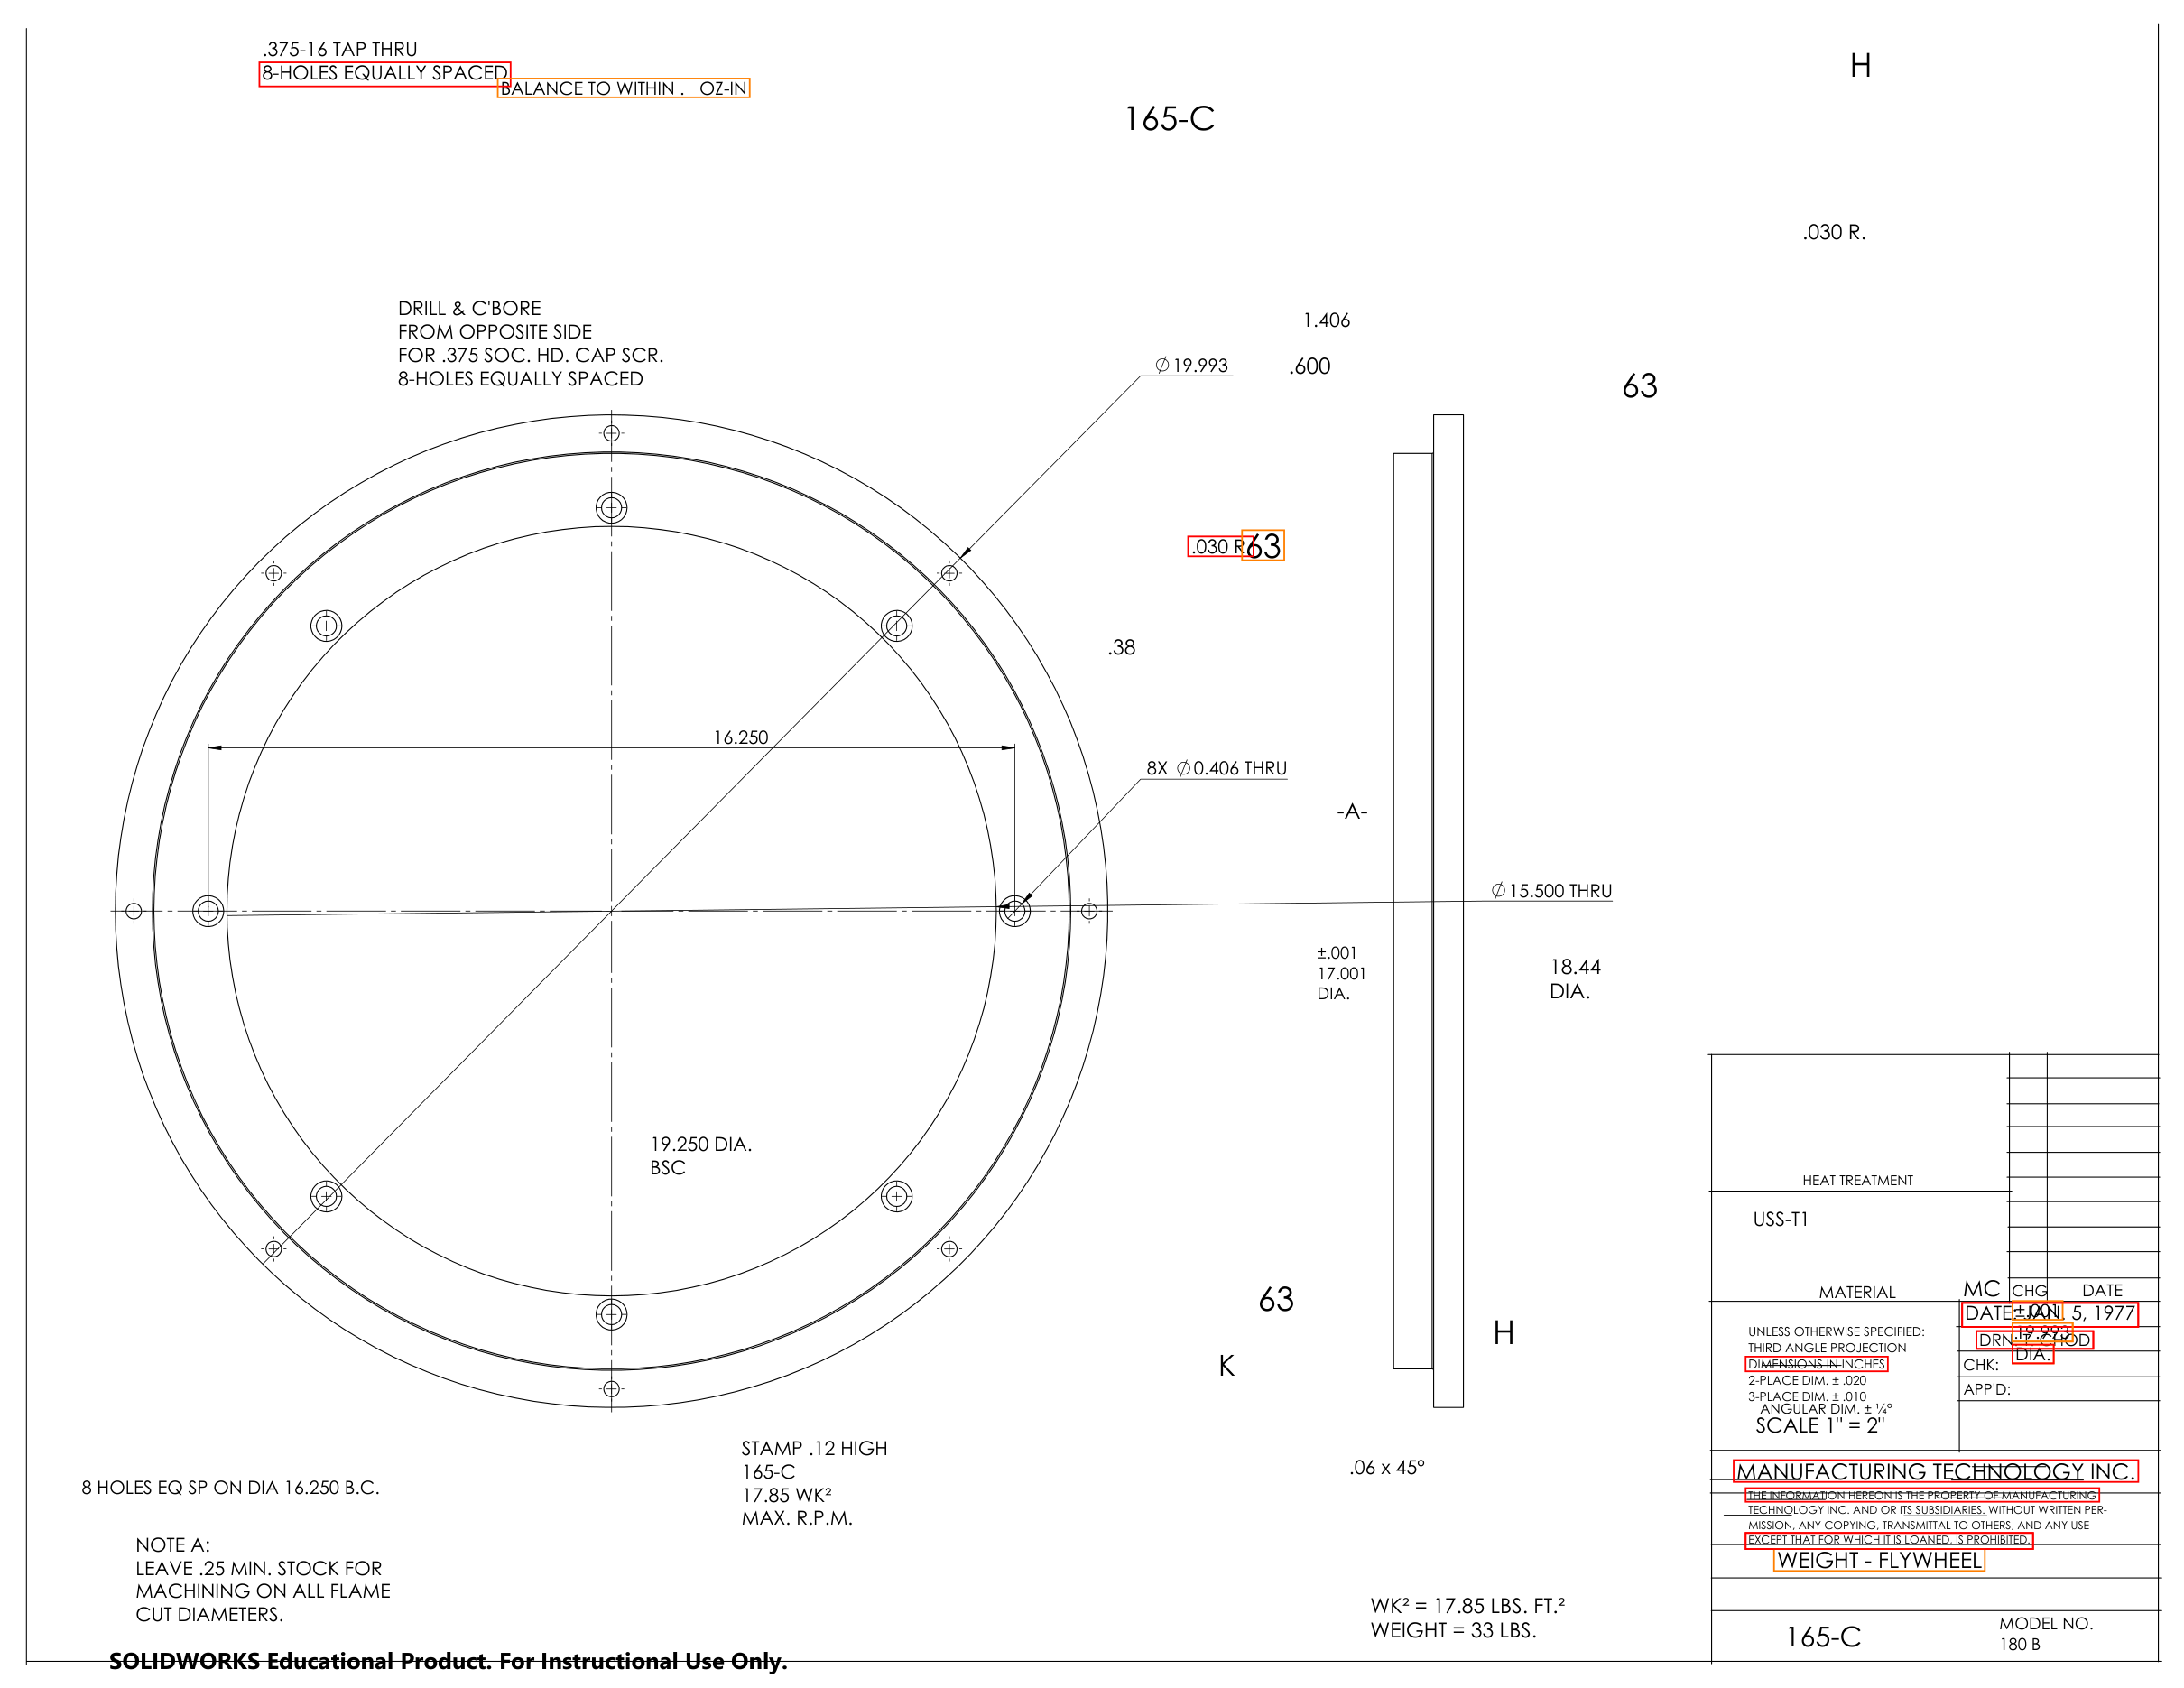 .375-16 TAP THRU
8-HOLES EQUALLY SPACED
BALANCE TO WITHIN . OZ-IN
H
165-C
.030 R.
DRILL & C'BORE
FROM OPPOSITE SIDE
FOR .375 SOC. HD. CAP SCR.
8-HOLES EQUALLY SPACED
1.406
∅19.993
.600
63
.030 R
63
.38
16.250
8X ∅0.406 THRU
-A-
∅15.500 THRU
±.001
17.001
DIA.
18.44
DIA.
19.250 DIA.
BSC
63
H
K
STAMP .12 HIGH
165-C
17.85 WK²
MAX. R.P.M.
.06 x 45°
8 HOLES EQ SP ON DIA 16.250 B.C.
NOTE A:
LEAVE .25 MIN. STOCK FOR
MACHINING ON ALL FLAME
CUT DIAMETERS.
WK² = 17.85 LBS. FT.²
WEIGHT = 33 LBS.
SOLIDWORKS Educational Product. For Instructional Use Only.
HEAT TREATMENT
USS-T1
MATERIAL
MC CHG DATE
DATE: JAN. 5, 1977
±.001
19.993
DIA.
CHK:
APP'D:
UNLESS OTHERWISE SPECIFIED:
THIRD ANGLE PROJECTION
DIMENSIONS IN INCHES
2-PLACE DIM. ± .020
3-PLACE DIM. ± .010
ANGULAR DIM. ± ¼°
SCALE 1" = 2"
MANUFACTURING TECHNOLOGY INC.
THE INFORMATION HEREON IS THE PROPERTY OF MANUFACTURING
TECHNOLOGY INC. AND OR ITS SUBSIDIARIES. WITHOUT WRITTEN PER-
MISSION, ANY COPYING, TRANSMITTAL TO OTHERS, AND ANY USE
EXCEPT THAT FOR WHICH IT IS LOANED, IS PROHIBITED.
WEIGHT - FLYWHEEL
165-C
MODEL NO.
180 B